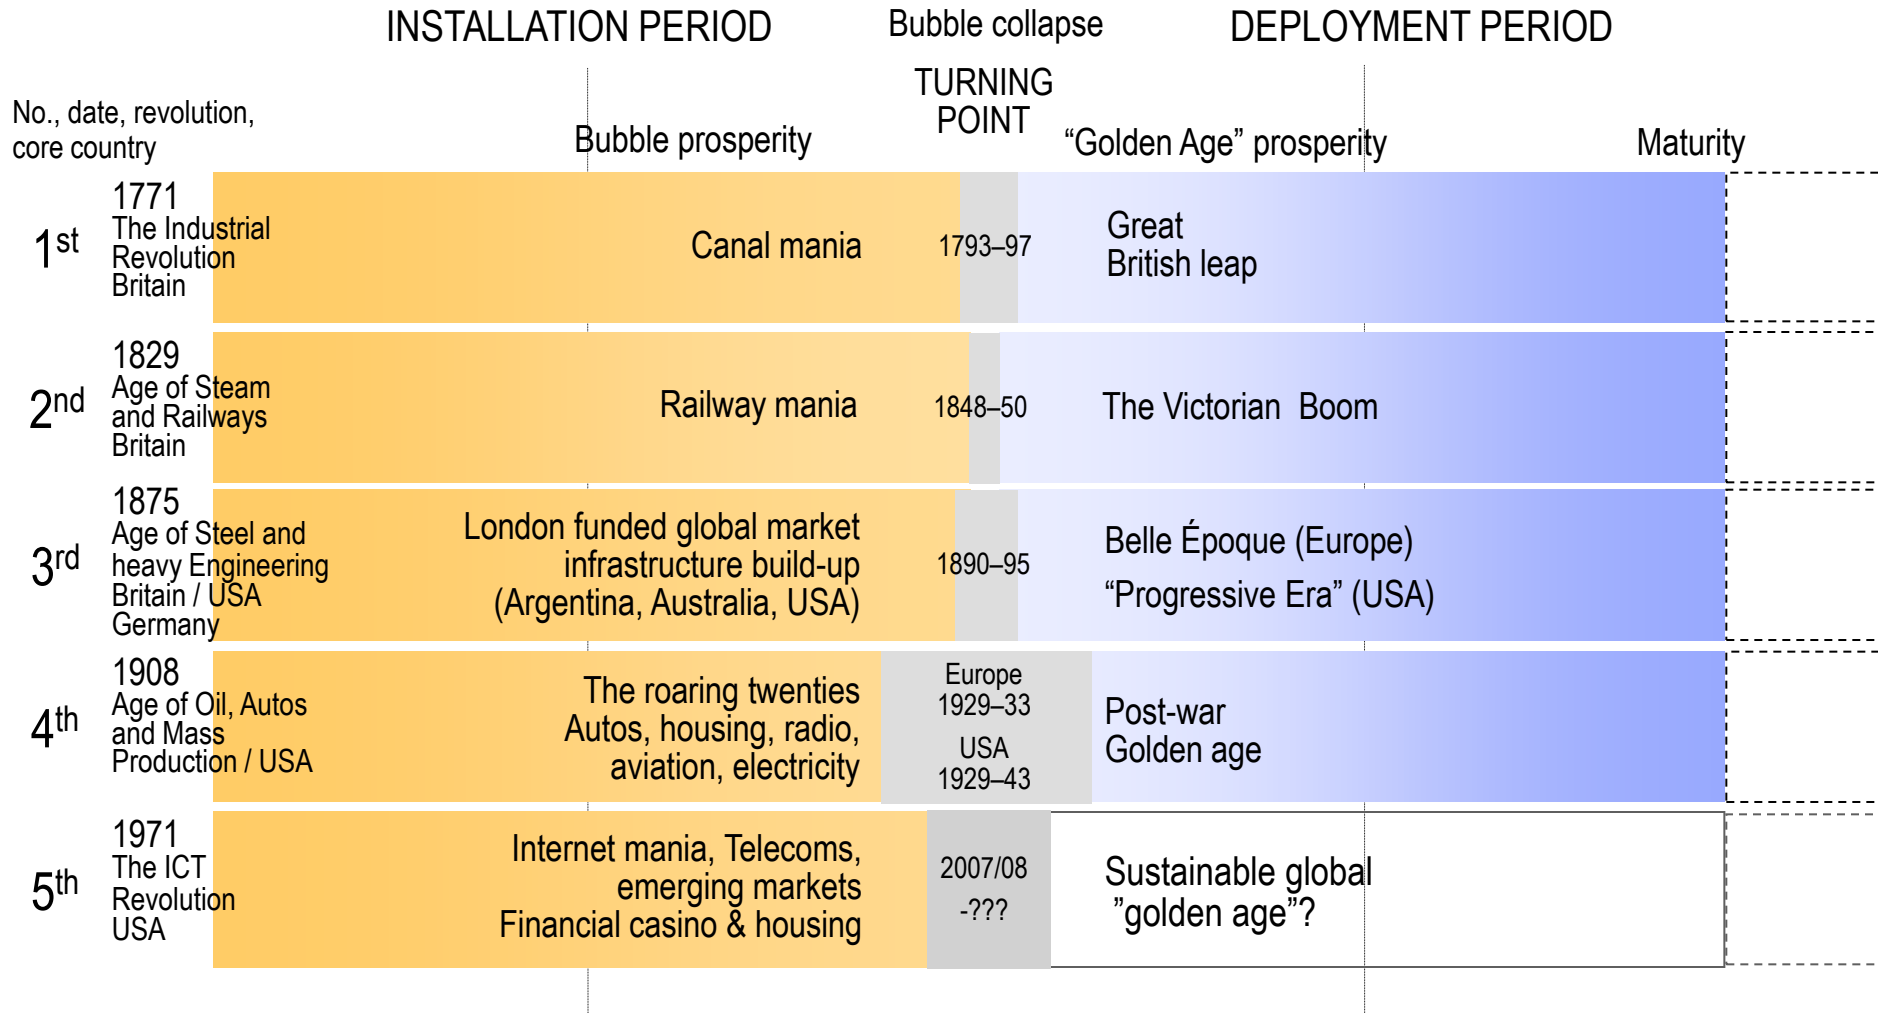 INSTALLATION PERIOD
Bubble collapse
DEPLOYMENT PERIOD
TURNING
POINT
No., date, revolution,
core country
Bubble prosperity
“Golden Age” prosperity
Maturity
1st
1771
The Industrial
Revolution
Britain
Canal mania
1793–97
Great
British leap
2nd
1829
Age of Steam
and Railways
Britain
Railway mania
1848–50
The Victorian  Boom
3rd
1875
Age of Steel and
heavy Engineering
Britain / USA
Germany
London funded global market
infrastructure build-up
(Argentina, Australia, USA)
1890–95
Belle Époque (Europe)
“Progressive Era” (USA)
4th
1908
Age of Oil, Autos
and Mass
Production / USA
The roaring twenties
Autos, housing, radio,
aviation, electricity
Europe
1929–33
USA
1929–43
Post-war
Golden age
5th
1971
The ICT
Revolution
USA
Internet mania, Telecoms,
emerging markets
Financial casino & housing
2007/08
-???
Sustainable global
”golden age”?